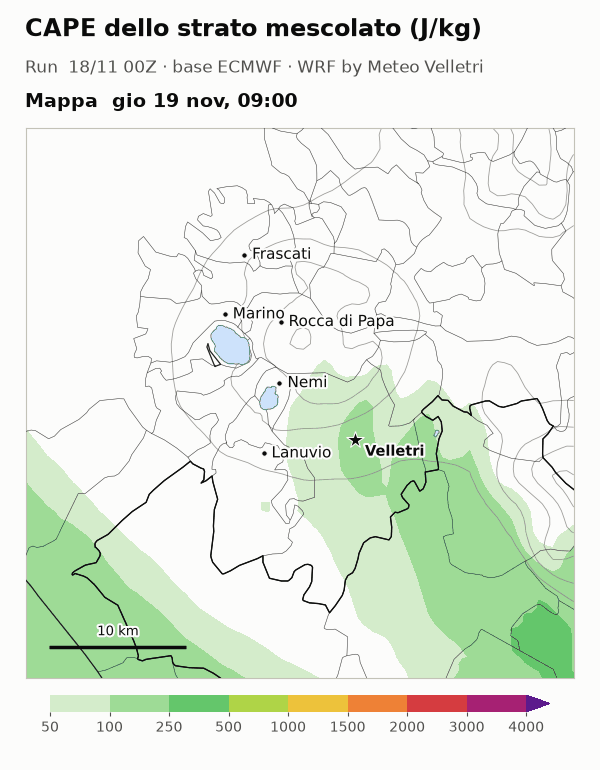 CAPE dello strato mescolato (J/kg)
Run 18/11 00Z · base ECMWF · WRF by Meteo Velletri
Mappa gio 19 nov, 09:00
Frascati
Marino
Rocca di Papa
Nemi
Velletri
Lanuvio
10 km
50 100 250 500 1000 1500 2000 3000 4000